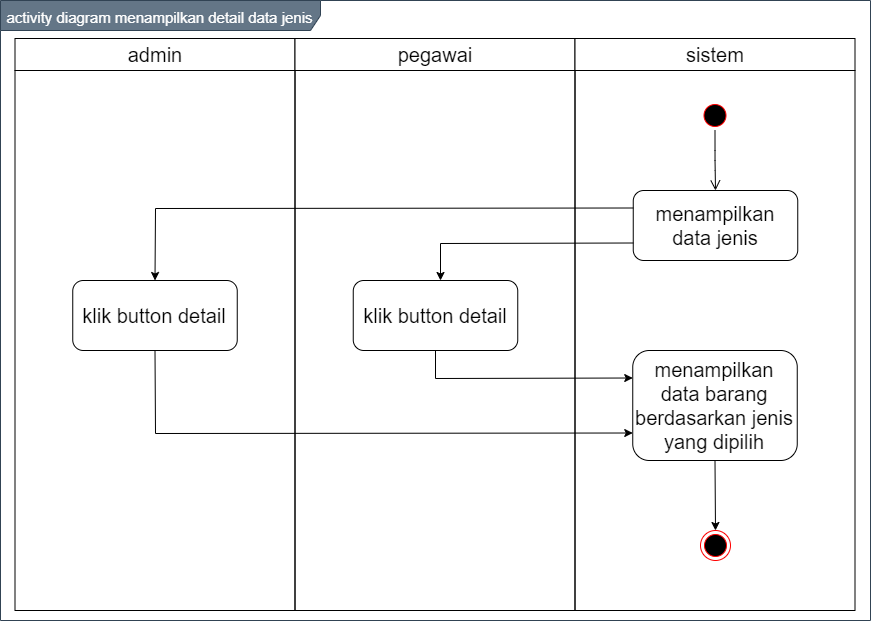 activity diagram menampilkan detail data jenis
admin
pegawai
sistem
menampilkan
data jenis
klik button detail
klik button detail
menampilkan
data barang
berdasarkan jenis
yang dipilih